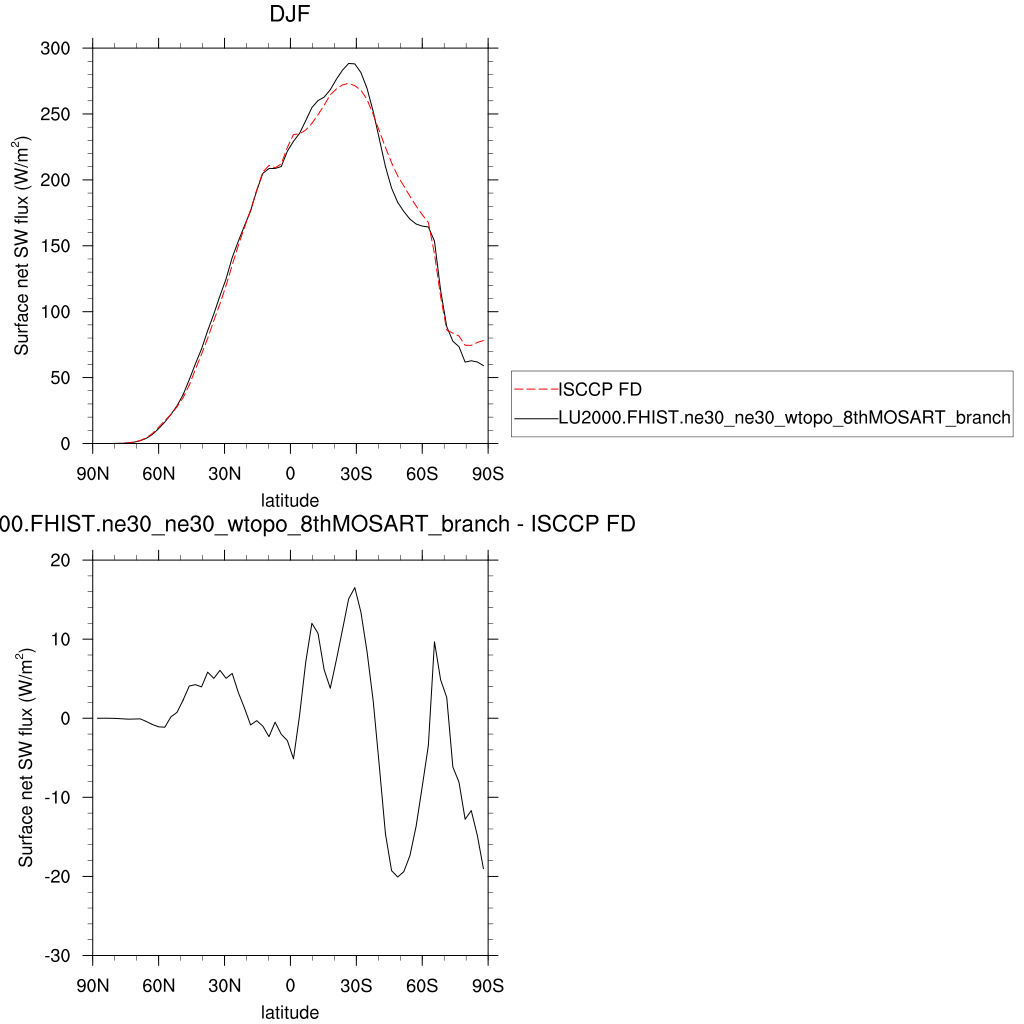 DJF
Surface net SW flux (W/m²)
300
250
200
150
100
50
0
90N 60N 30N 0 30S 60S 90S
latitude
ISCCP FD
LU2000.FHIST.ne30_ne30_wtopo_8thMOSART_branch
00.FHIST.ne30_ne30_wtopo_8thMOSART_branch - ISCCP FD
Surface net SW flux (W/m²)
20
10
0
-10
-20
-30
90N 60N 30N 0 30S 60S 90S
latitude